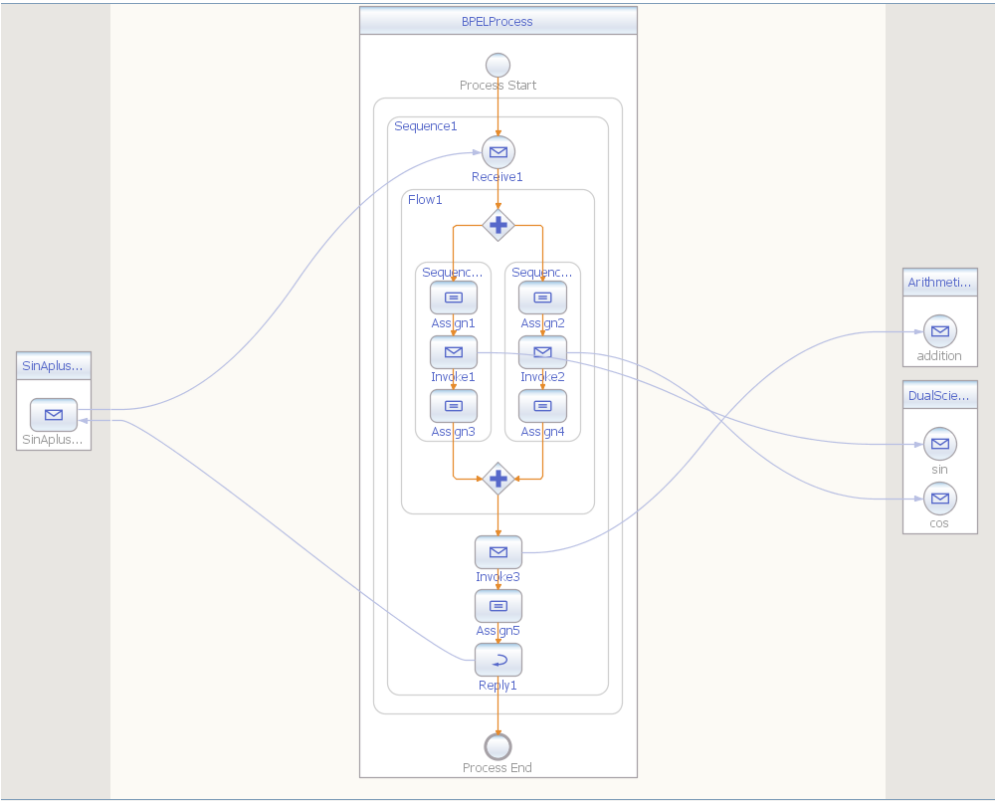 BPELProcess
Process Start
Sequence1
Receive1
Flow1
Sequenc...
Sequenc...
Assign1
Assign2
Invoke1
Invoke2
Assign3
Assign4
Invoke3
Assign5
Reply1
Process End
SinAplus...
SinAplus...
Arithmeti...
addition
DualScie...
sin
cos